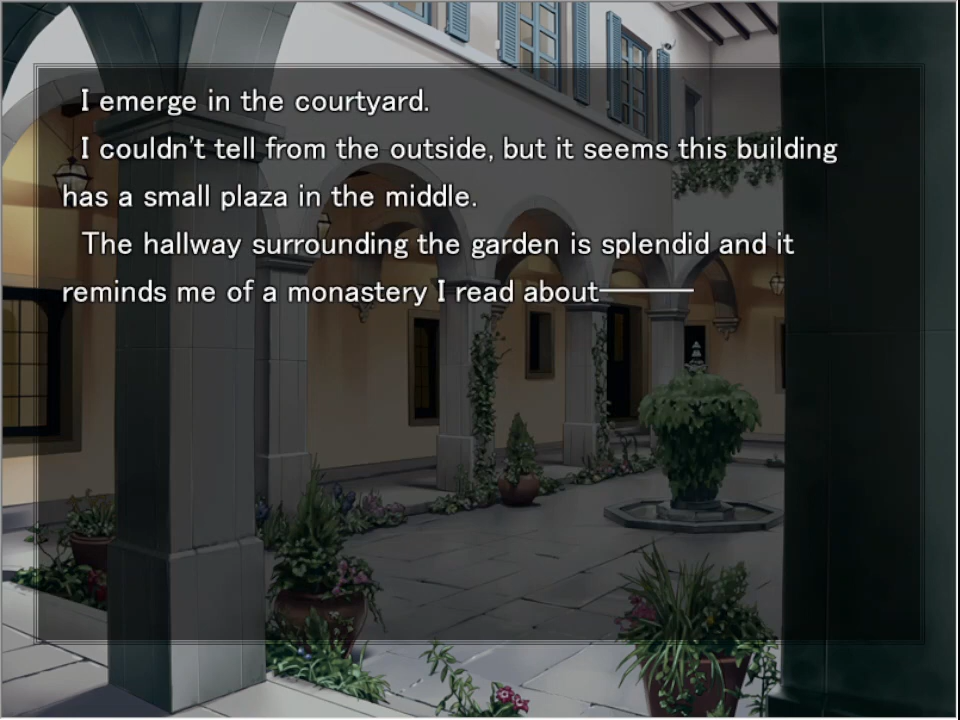 I emerge in the courtyard.
I couldn't tell from the outside, but it seems this building
has a small plaza in the middle.
The hallway surrounding the garden is splendid and it
reminds me of a monastery I read about———